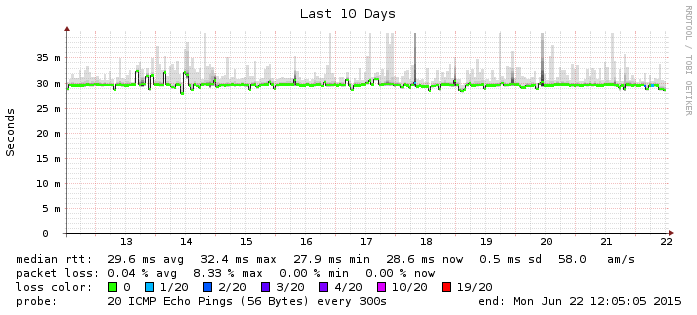 Last 10 Days
RRDTOOL / TOBI OETIKER
Seconds
35 m
30 m
25 m
20 m
15 m
10 m
5 m
0
13 14 15 16 17 18 19 20 21 22
median rtt: 29.6 ms avg 32.4 ms max 27.9 ms min 28.6 ms now 0.5 ms sd 58.0 am/s
packet loss: 0.04 % avg 8.33 % max 0.00 % min 0.00 % now
loss color: 0 1/20 2/20 3/20 4/20 10/20 19/20
probe: 20 ICMP Echo Pings (56 Bytes) every 300s end: Mon Jun 22 12:05:05 2015